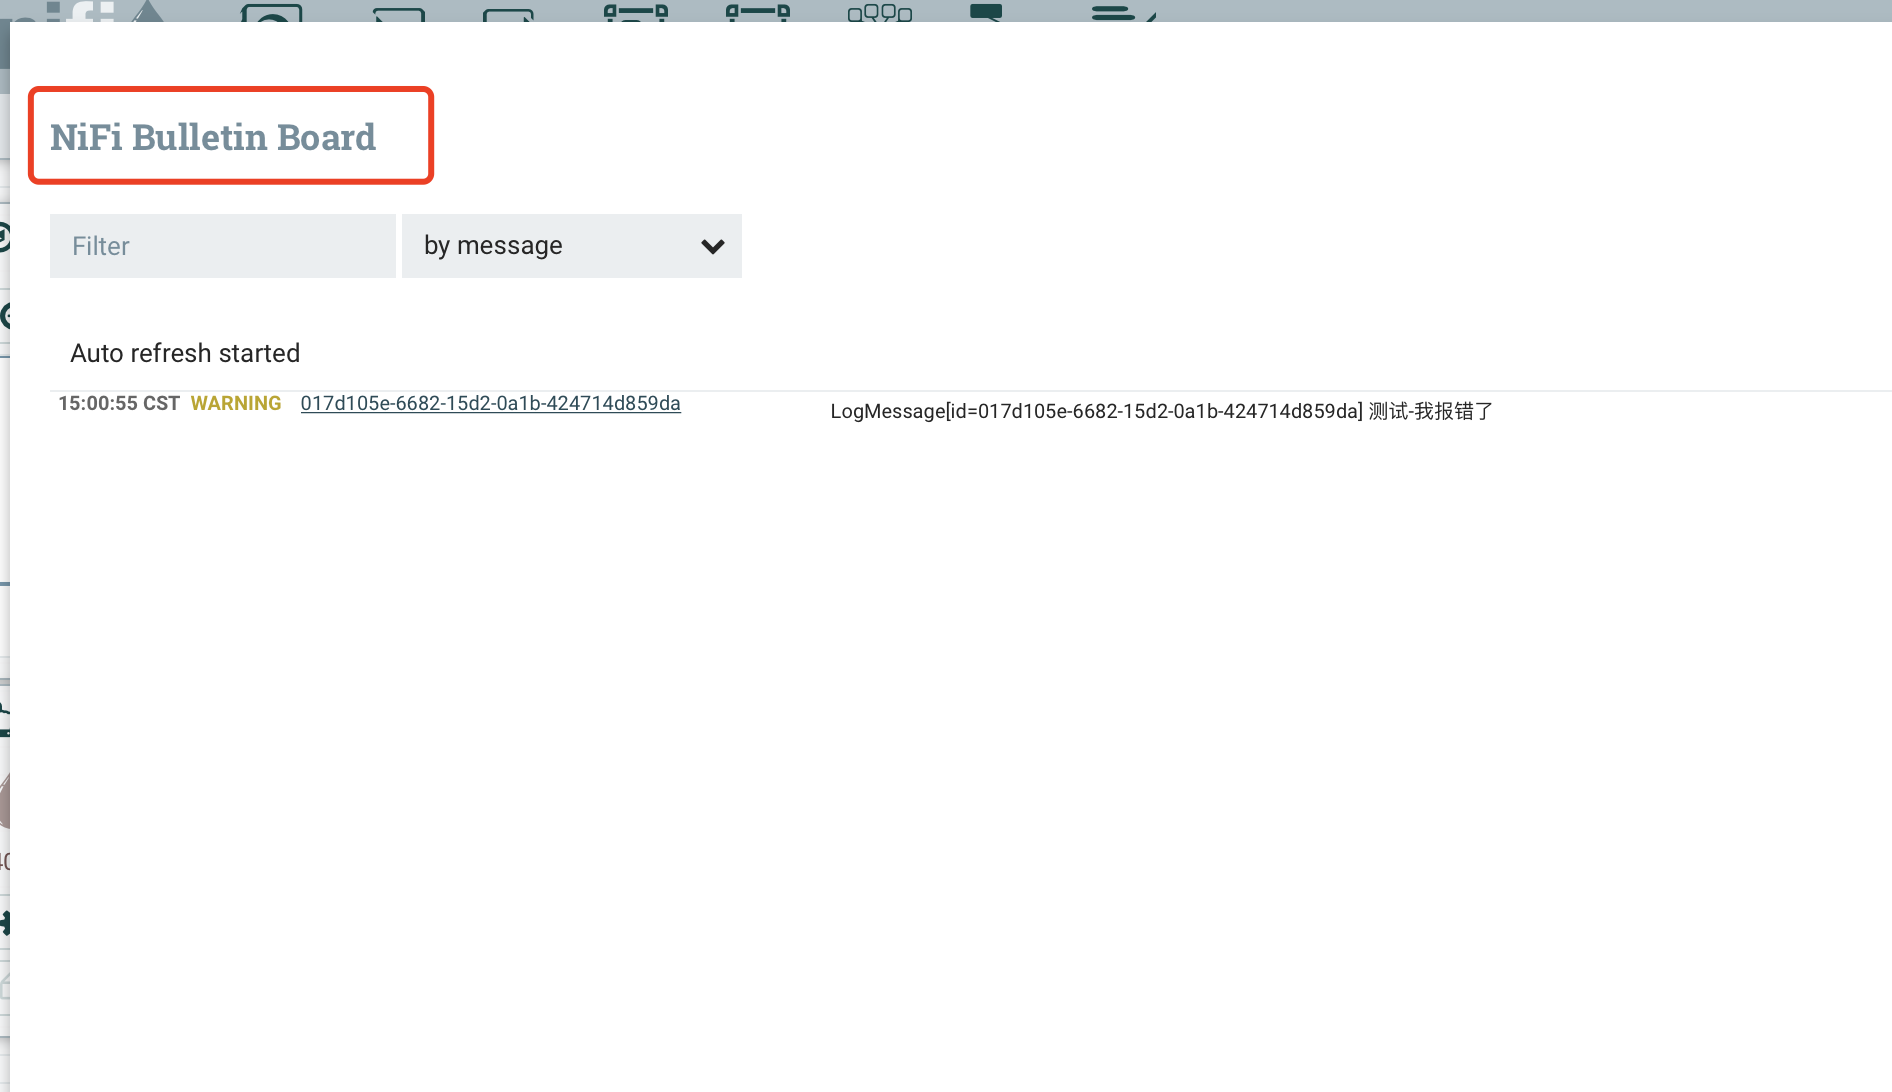 NiFi Bulletin Board
Filter
by message
Auto refresh started
15:00:55 CST WARNING 017d105e-6682-15d2-0a1b-424714d859da LogMessage[id=017d105e-6682-15d2-0a1b-424714d859da] 测试-我报错了